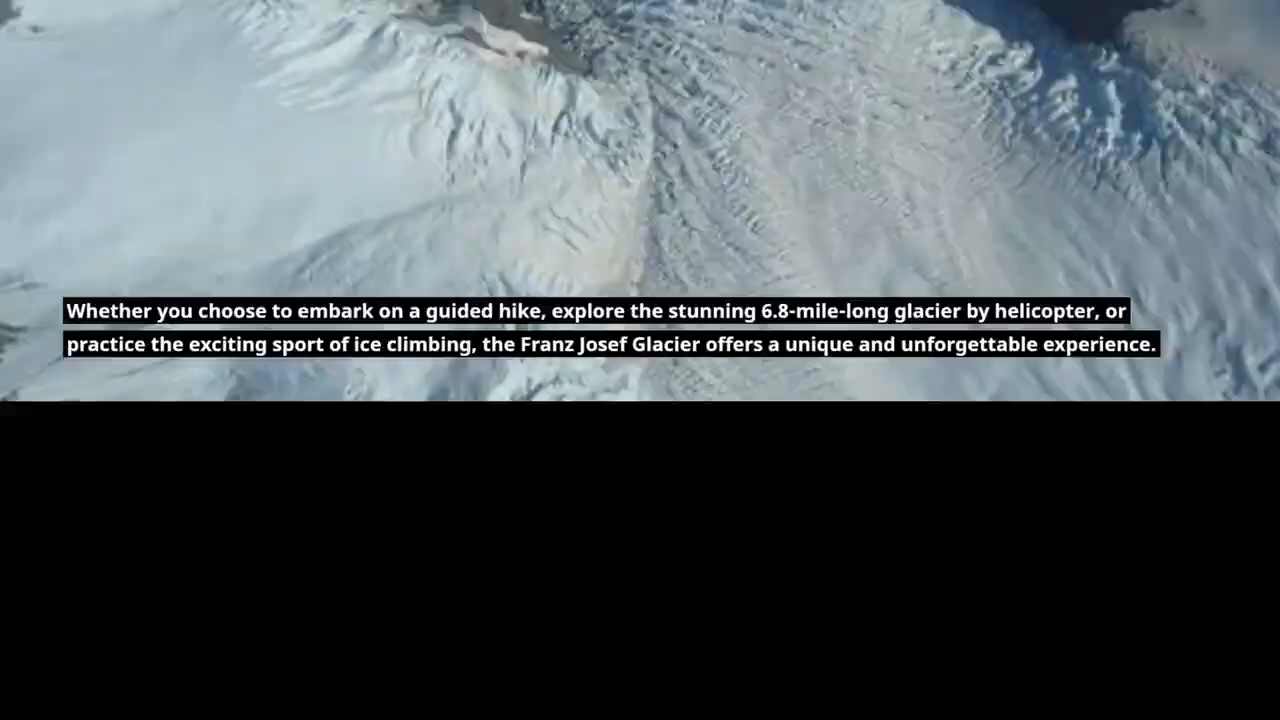 Whether you choose to embark on a guided hike, explore the stunning 6.8-mile-long glacier by helicopter, or
practice the exciting sport of ice climbing, the Franz Josef Glacier offers a unique and unforgettable experience.